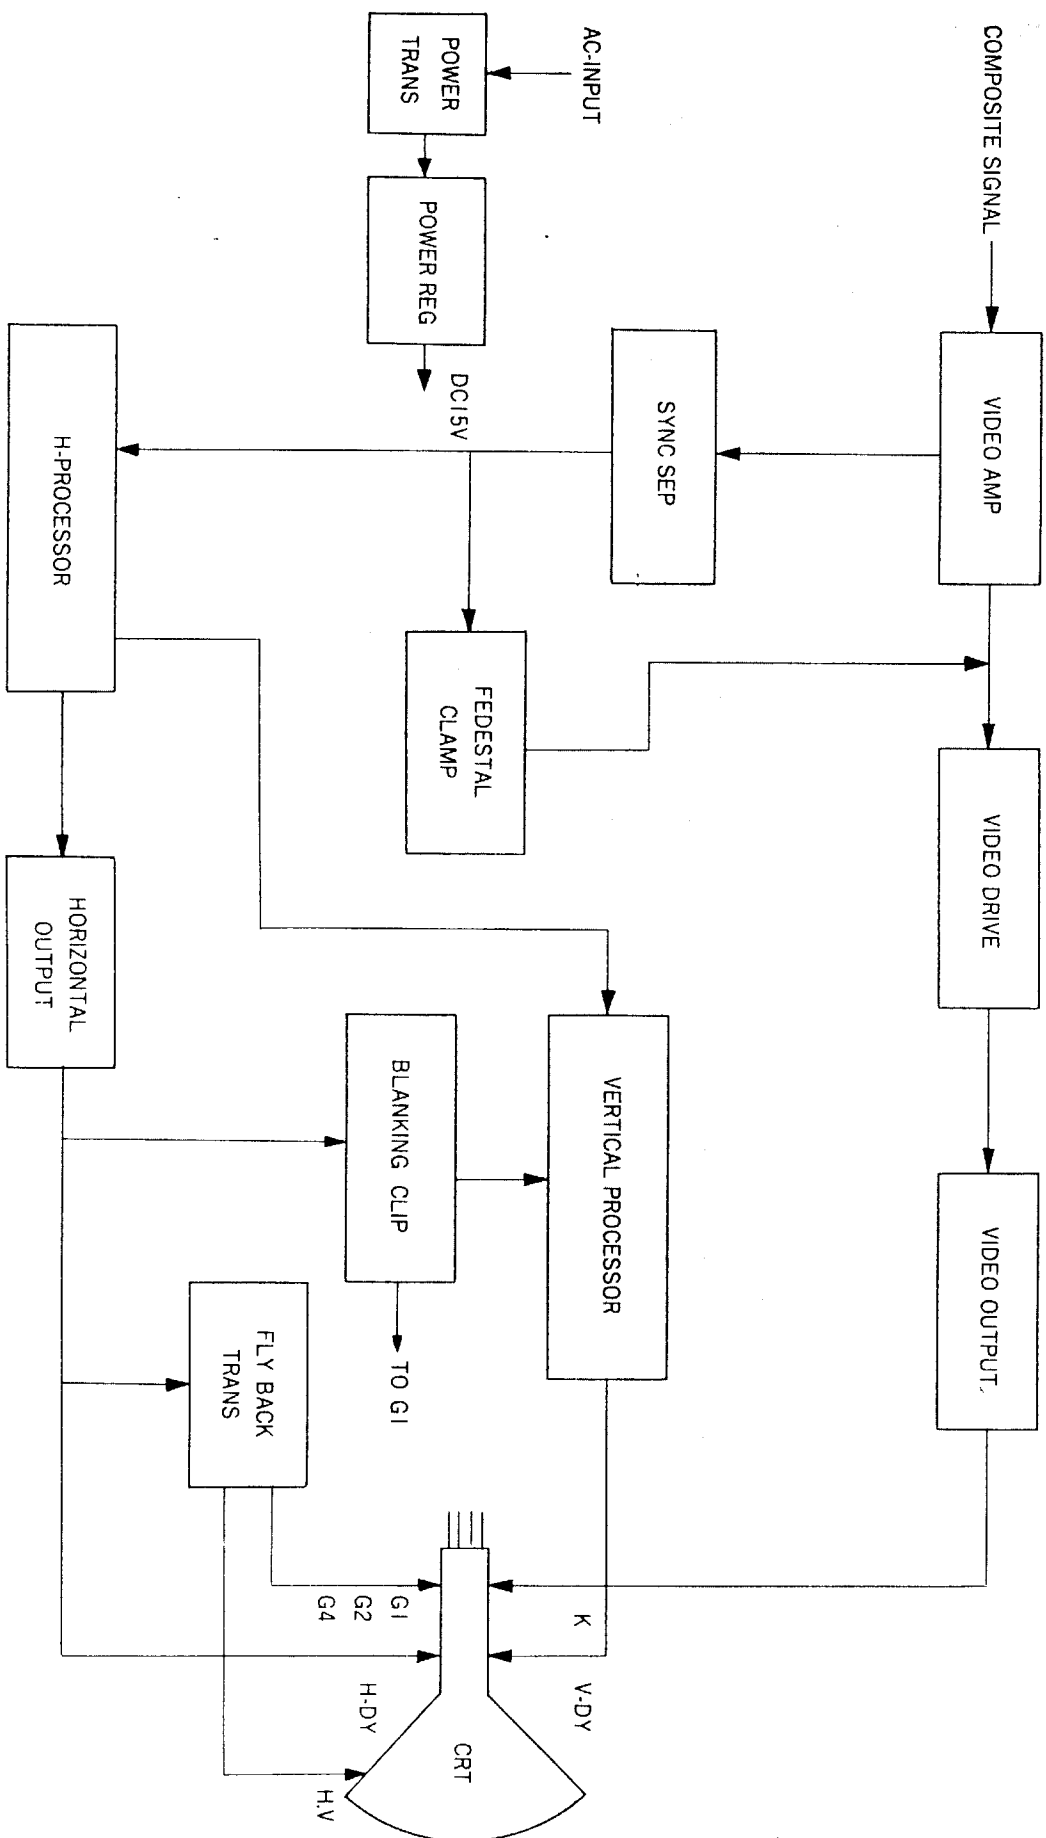 COMPOSITE SIGNAL
VIDEO AMP
VIDEO DRIVE
VIDEO OUTPUT
SYNC SEP
K
VERTICAL PROCESSOR
V-DY
AC-INPUT
FEDESTAL
CLAMP
CRT
POWER
TRANS
POWER REG
DC15V
BLANKING CLIP
TO G1
G1
G2
G4
H-DY
FLY BACK
TRANS
H.V
H-PROCESSOR
HORIZONTAL
OUTPUT